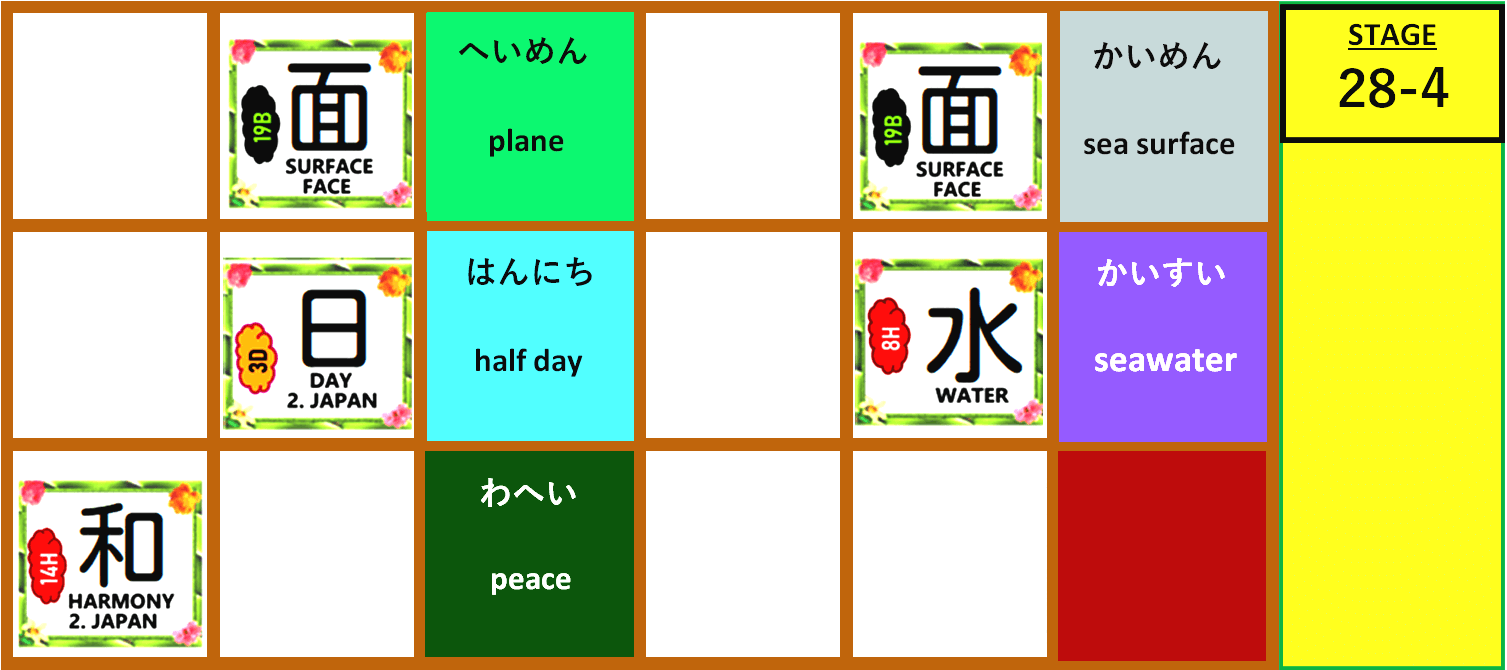 19B
面
SURFACE
FACE
へいめん
plane
19B
面
SURFACE
FACE
かいめん
sea surface
STAGE
28-4
3D
日
DAY
2. JAPAN
はんにち
half day
8H
水
WATER
かいすい
seawater
14H
和
HARMONY
2. JAPAN
わへい
peace